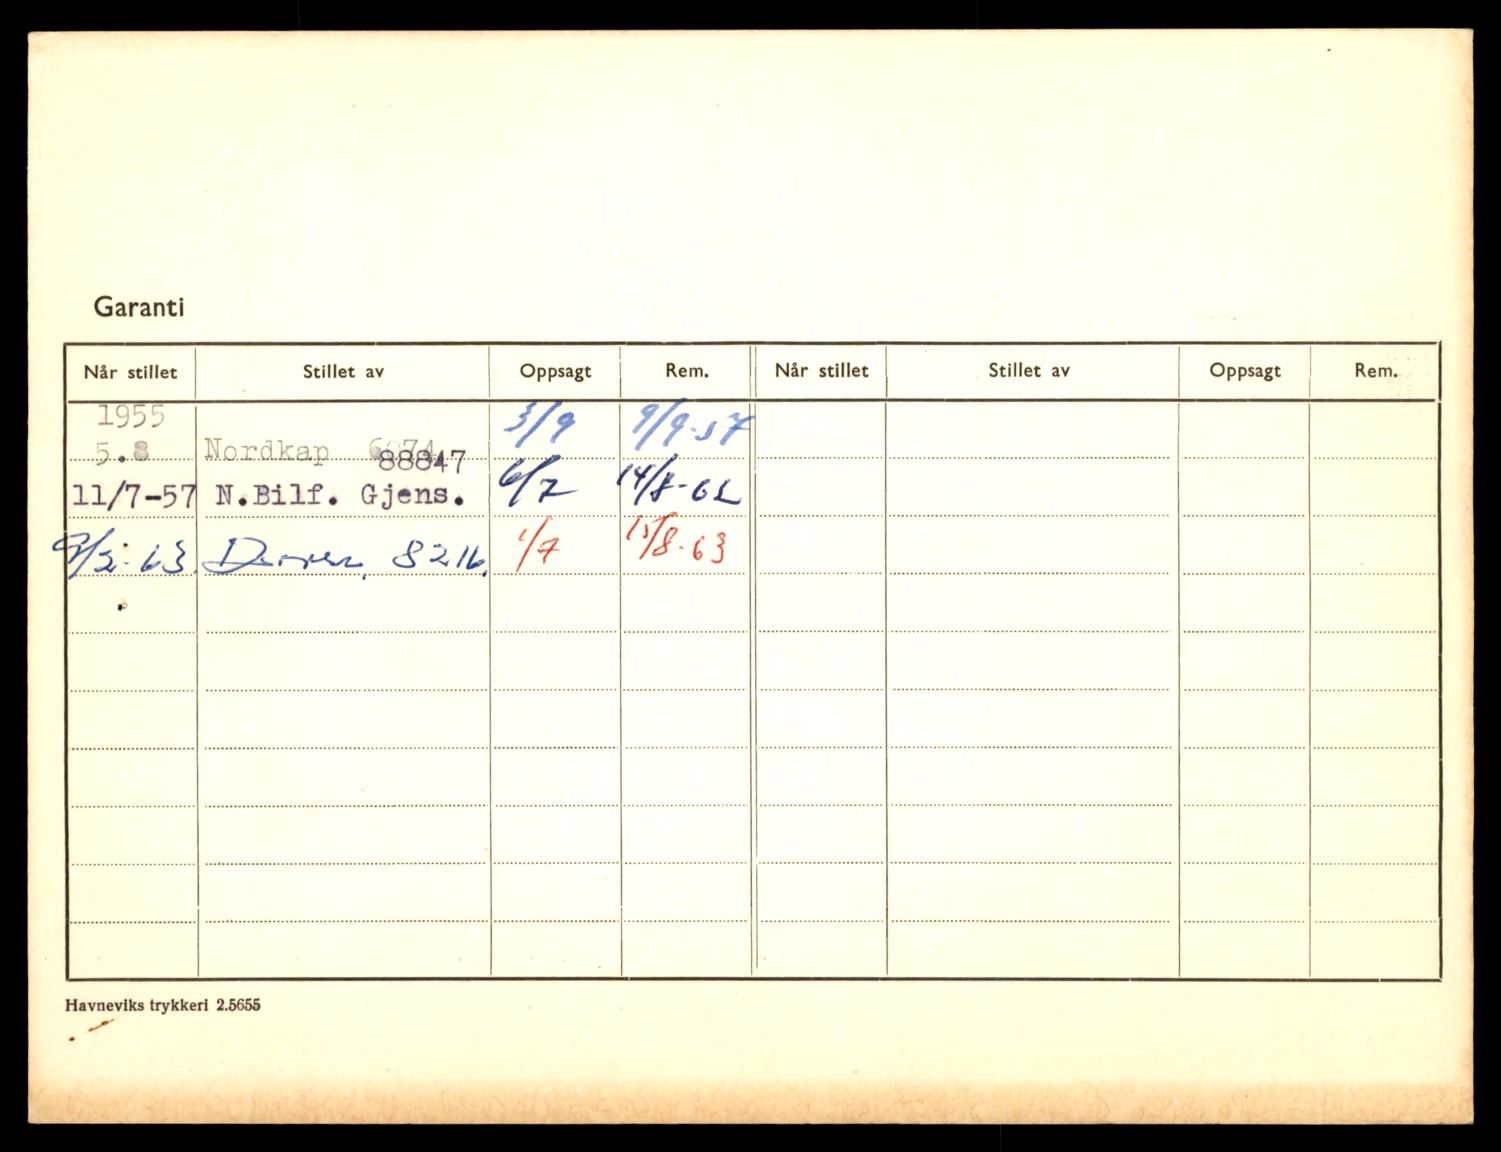 Garanti
Når stillet Stillet av Oppsagt Rem. Når stillet Stillet av Oppsagt Rem.
1955 3/9 9/9-57
5.8 Nordkap
88847
11/7-57 N.Bilf. Gjens. 6/7 14/8-62
9/2-63. 8216. 1/7 15/8-63
Havneviks trykkeri 2.5655